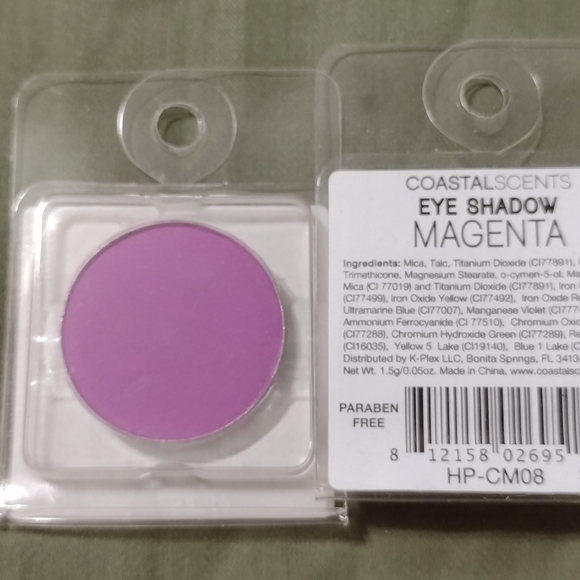 COASTALSCENTS
EYE SHADOW
MAGENTA
Ingredients: Mica, Talc, Titanium Dioxide (CI77891),
Trimethicone, Magnesium Stearate, o-cymen-5-ol,
Mica (CI 77019) and Titanium Dioxide (CI77891), Iron
(CI77499), Iron Oxide Yellow (CI77492), Iron Oxide
Ultramarine Blue (CI77007), Manganese Violet
Ammonium Ferrocyanide (CI 77510), Chromium
(CI77288), Chromium Hydroxide Green (CI77289),
(CI16035), Yellow 5 Lake (CI19140), Blue 1 Lake
Distributed by K-Plex LLC, Bonita Springs, FL
Net Wt. 1.5g/0.05oz. Made in China.
PARABEN
FREE
8 12158 02695
HP-CM08